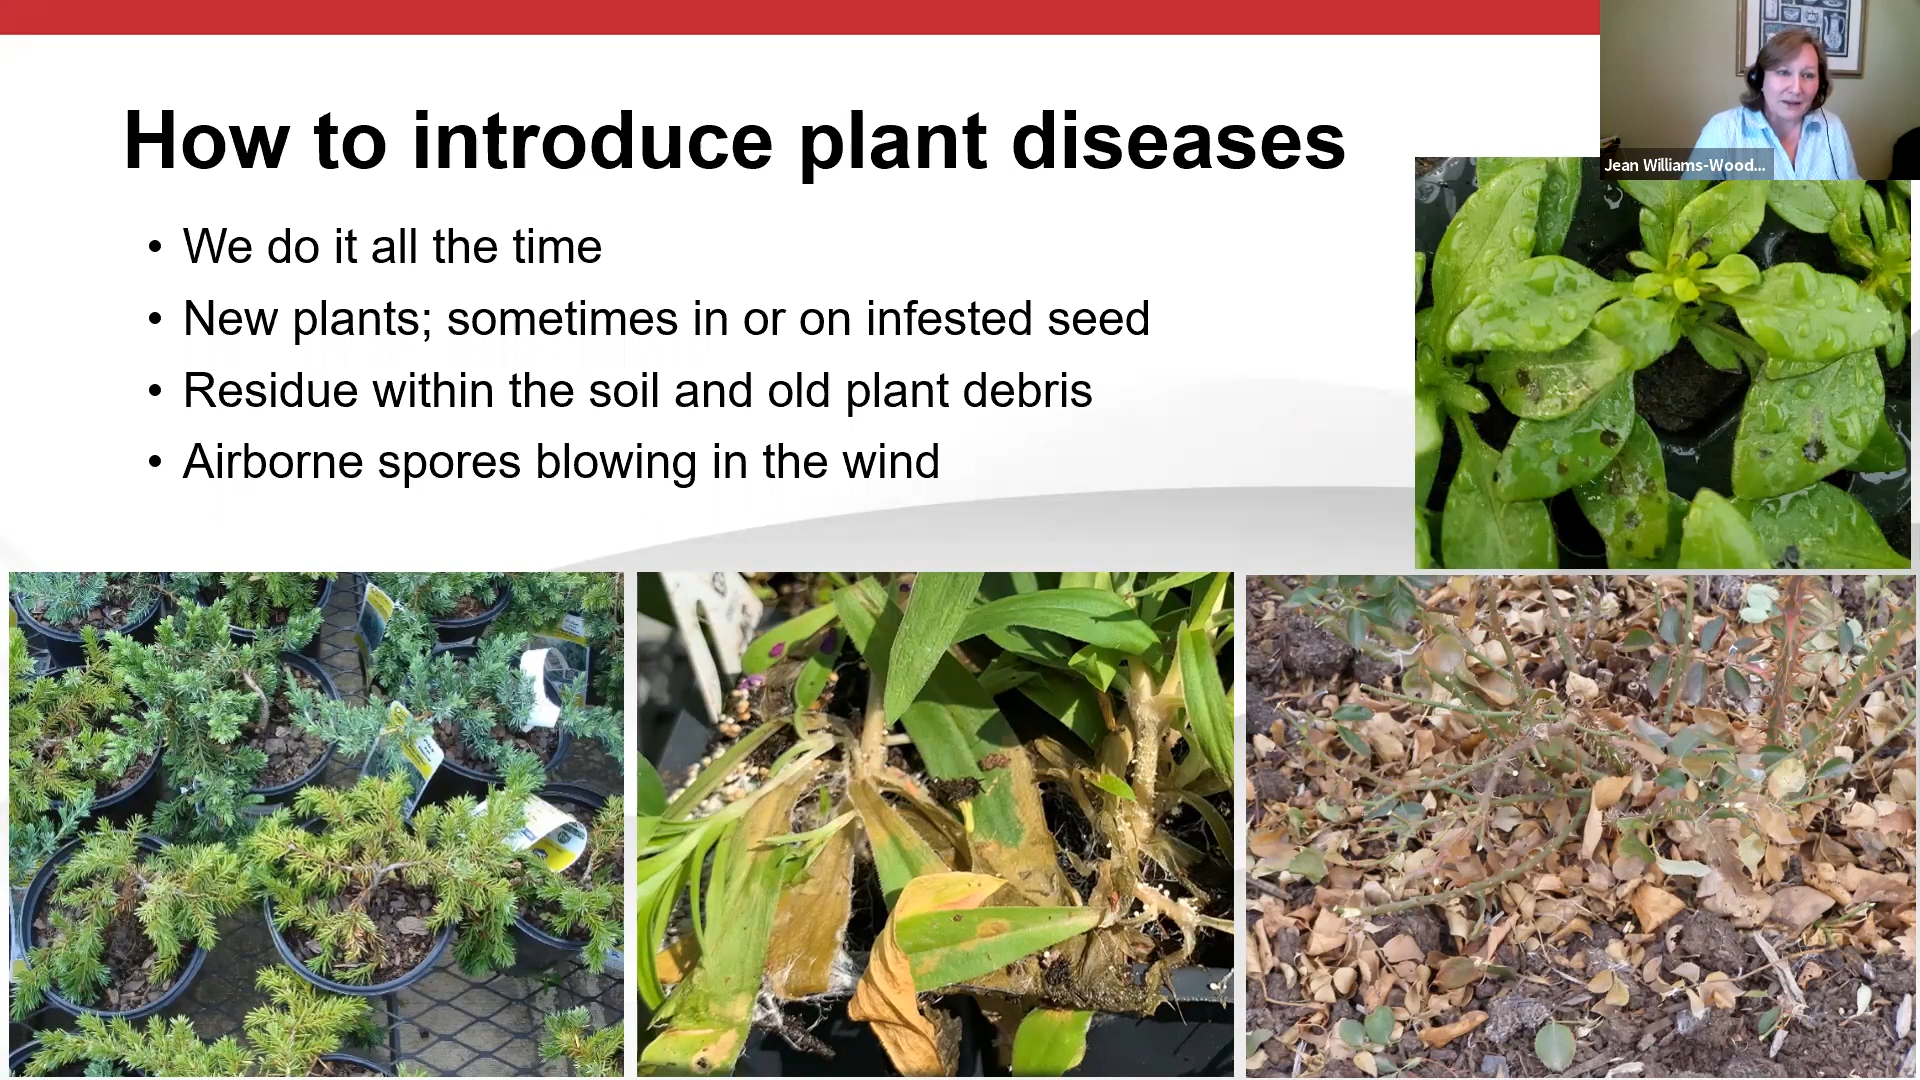 How to introduce plant diseases
• We do it all the time
• New plants; sometimes in or on infested seed
• Residue within the soil and old plant debris
• Airborne spores blowing in the wind
Jean Williams-Wood...